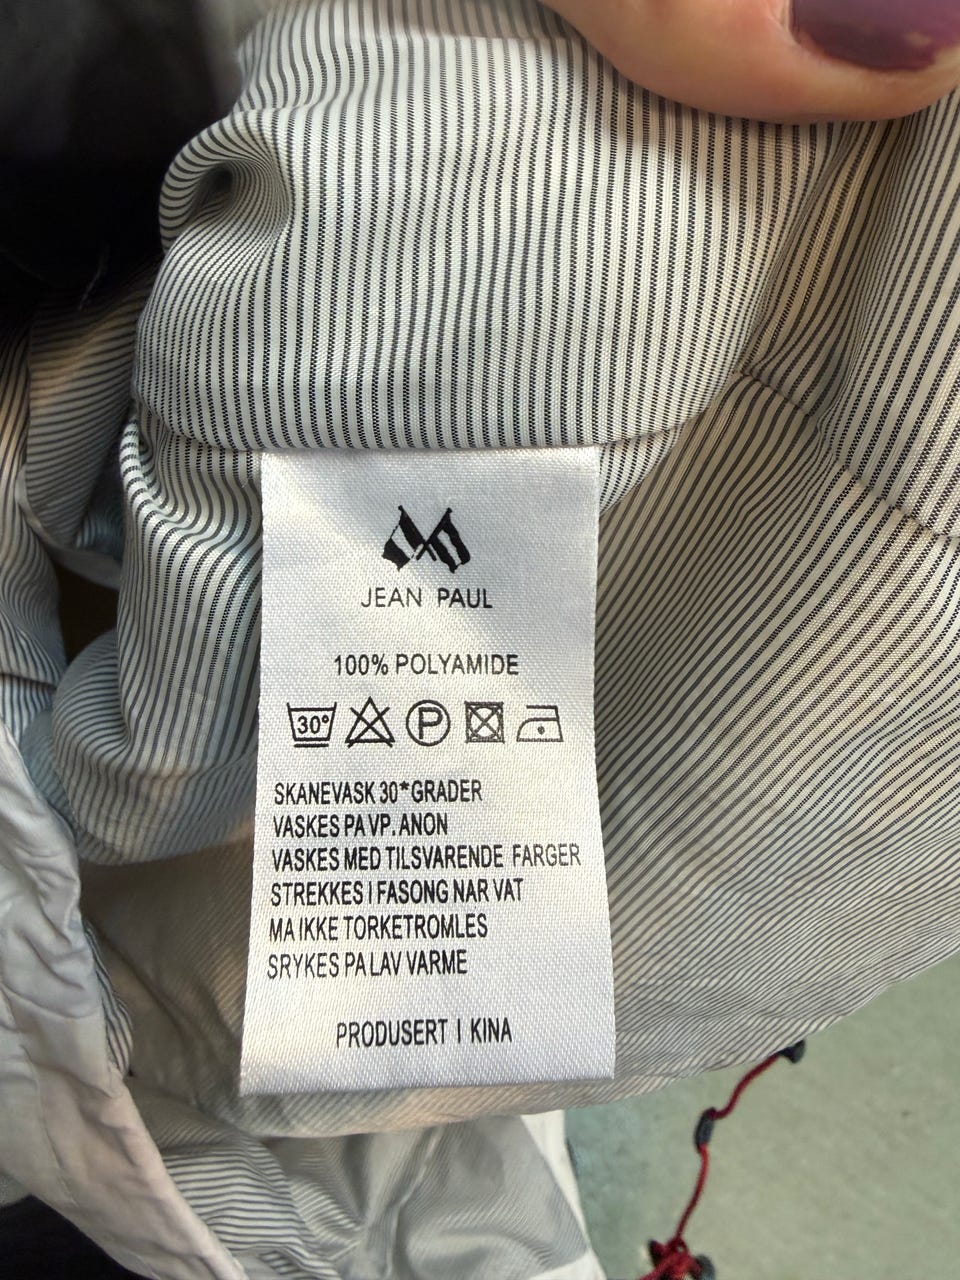 JEAN PAUL
100% POLYAMIDE
30° P
SKANEVASK 30*GRADER
VASKES PA VP. ANON
VASKES MED TILSVARENDE FARGER
STREKKES I FASONG NAR VAT
MA IKKE TORKETROMLES
SRYKES PA LAV VARME
PRODUSERT I KINA